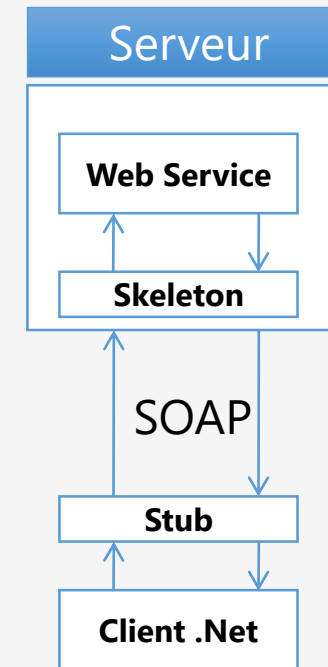 Serveur
Web Service
Skeleton
SOAP
Stub
Client .Net